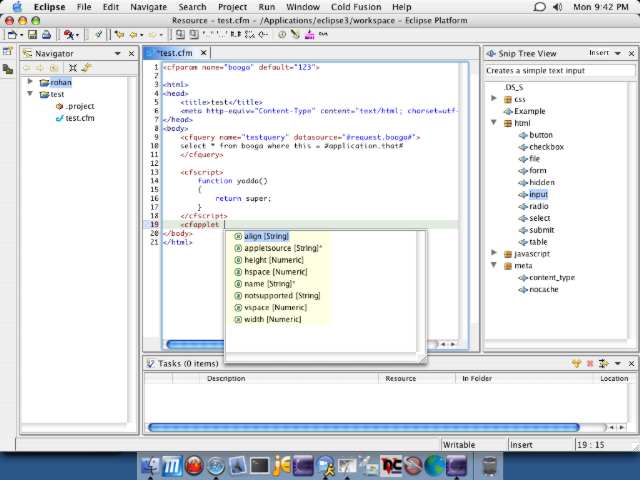 Eclipse File Edit Navigate Search Project Run Window Cold Fusion Help Mon 9:42 PM
Resource - test.cfm - /Applications/eclipse3/workspace - Eclipse Platform
Navigator
rohan
test
.project
test.cfm
*test.cfm
1 <cfparam name="booga" default="123">
2
3 <html>
4 <head>
5 <title>test</title>
6 <meta http-equiv="Content-Type" content="text/html; charset=utf-
7 </head>
8 <body>
9 <cfquery name="testquery" datasource="#request.booga#">
10 select * from booga where this = #application.that#
11 </cfquery>
12
13 <cfscript>
14 function yadda()
15 {
16 return super;
17 }
18 </cfscript>
19 <cfapplet
20 </body>
21 </html>
align [String]
appletsource [String]*
height [Numeric]
hspace [Numeric]
name [String]*
notsupported [String]
vspace [Numeric]
width [Numeric]
Snip Tree View Insert
Creates a simple text input
.DS_S
css
Example
html
button
checkbox
file
form
hidden
input
radio
select
submit
table
javascript
meta
content_type
nocache
Tasks (0 items)
Description Resource In Folder Location
Writable Insert 19 : 15